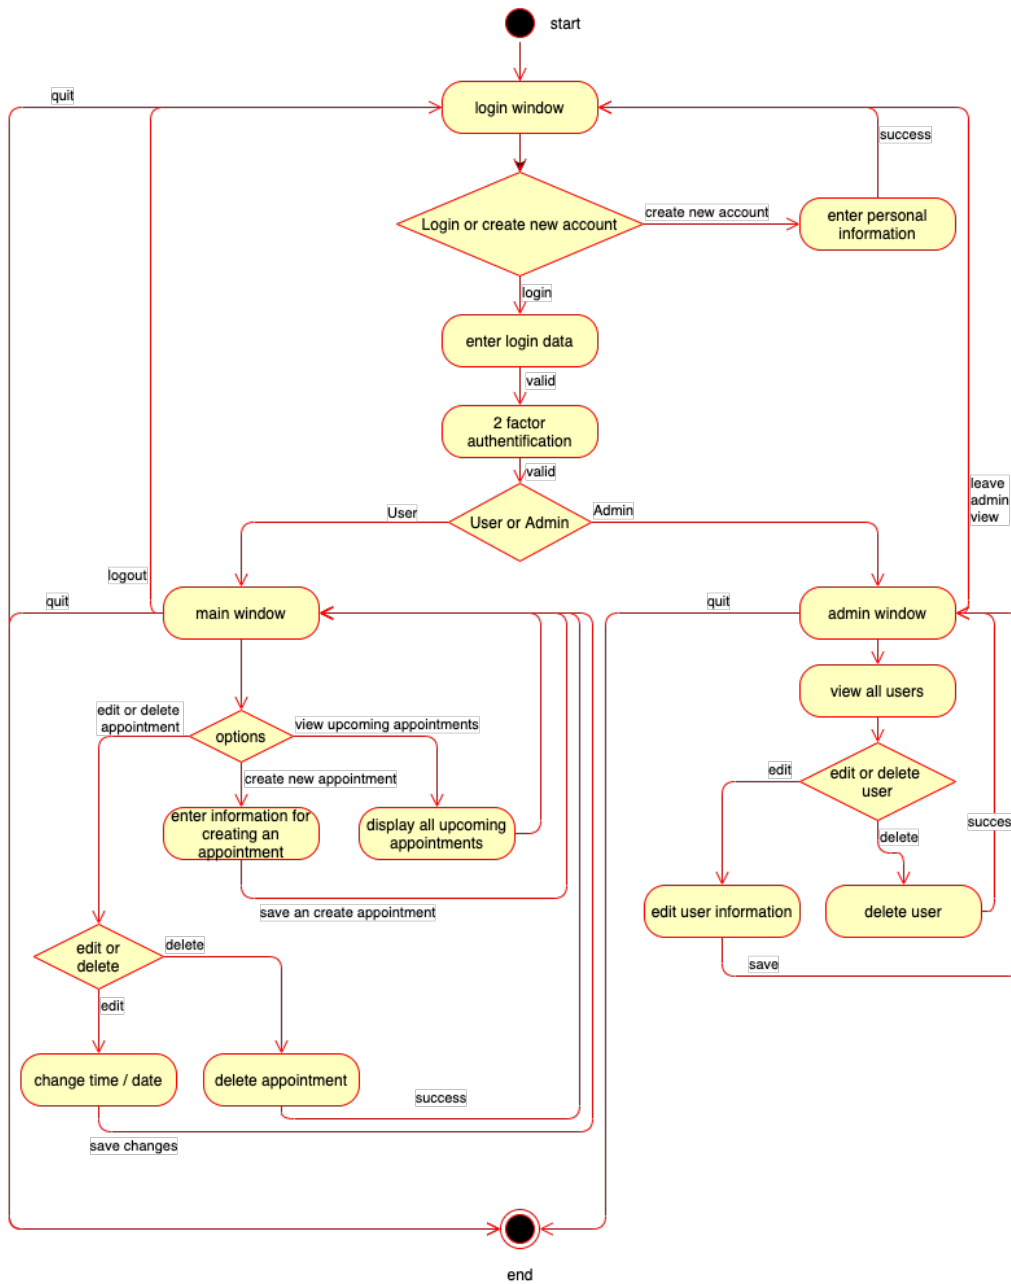 start
quit
login window
success
Login or create new account
create new account
enter personal
information
login
enter login data
valid
2 factor
authentification
valid
leave
admin
view
User
User or Admin
Admin
logout
quit
main window
quit
admin window
view all users
edit or delete
appointment
options
view upcoming appointments
create new appointment
edit
edit or delete
user
enter information for
creating an
appointment
display all upcoming
appointments
succes
delete
save an create appointment
edit user information
delete user
edit or
delete
delete
save
edit
change time / date
delete appointment
success
save changes
end